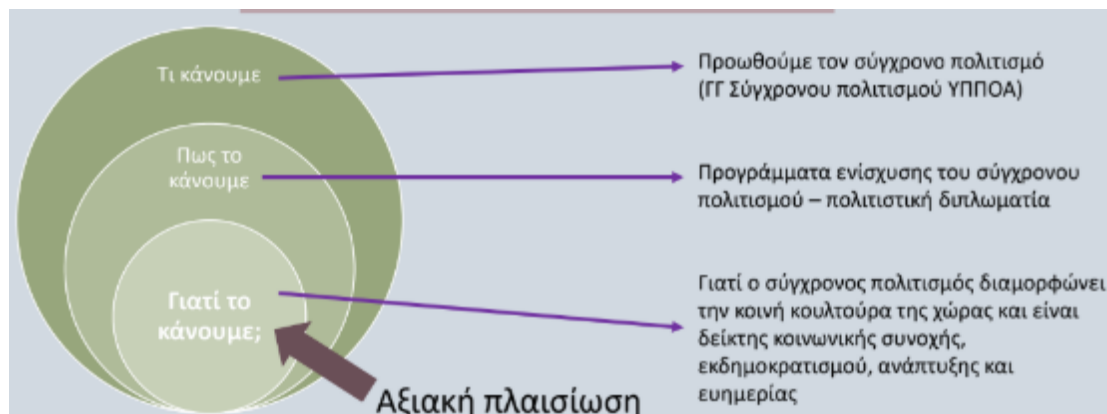 Τι κάνουμε
Προωθούμε τον σύγχρονο πολιτισμό
(ΓΓ Σύγχρονου πολιτισμού ΥΠΠΟΑ)
Πως το
κάνουμε
Προγράμματα ενίσχυσης του σύγχρονου
πολιτισμού – πολιτιστική διπλωματία
Γιατί το
κάνουμε;
Γιατί ο σύγχρονος πολιτισμός διαμορφώνει
την κοινή κουλτούρα της χώρας και είναι
δείκτης κοινωνικής συνοχής,
εκδημοκρατισμού, ανάπτυξης και
ευημερίας
Αξιακή πλαισίωση